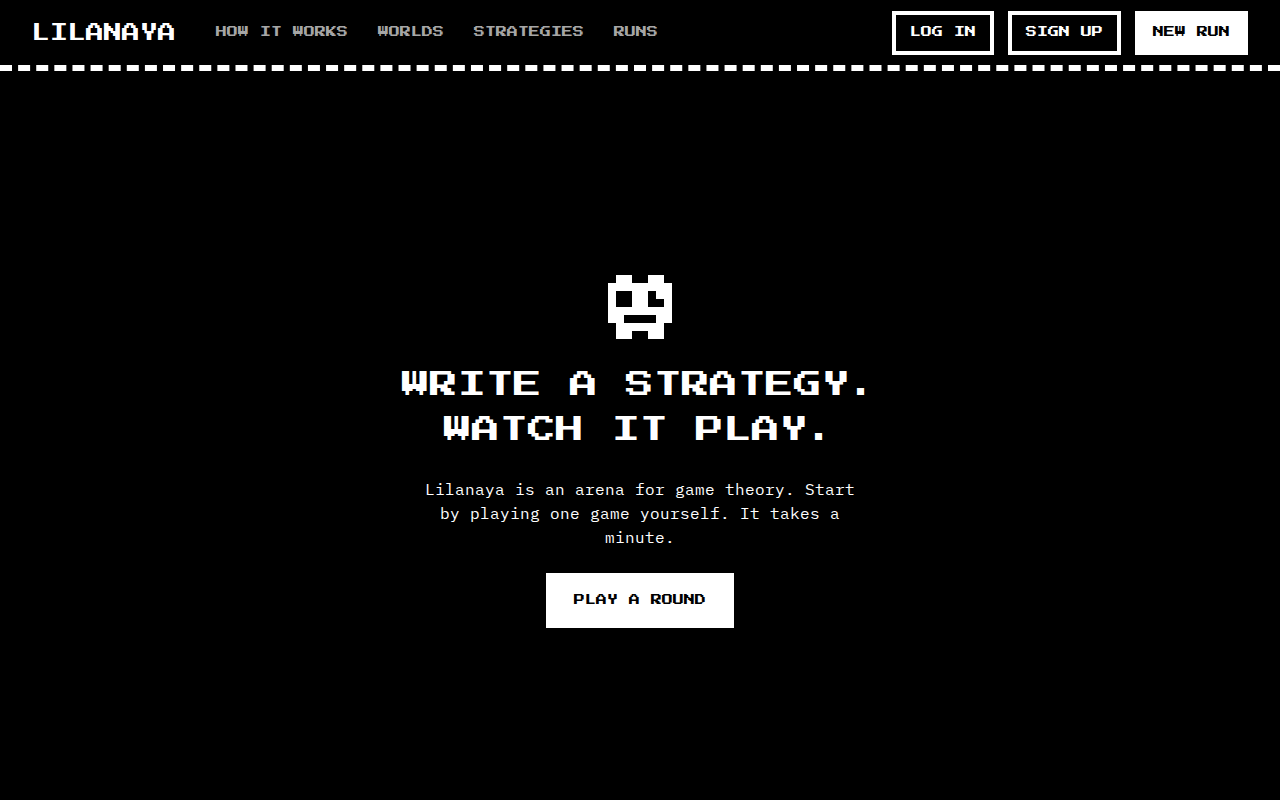 LILANAYA
HOW IT WORKS
WORLDS
STRATEGIES
RUNS
LOG IN
SIGN UP
NEW RUN
WRITE A STRATEGY.
WATCH IT PLAY.
Lilanaya is an arena for game theory. Start
by playing one game yourself. It takes a
minute.
PLAY A ROUND